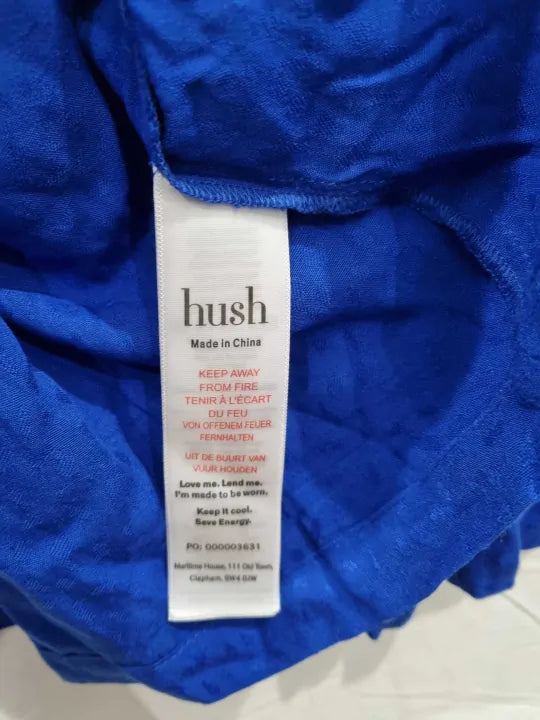 hush
Made in China
KEEP AWAY
FROM FIRE
TENIR À L'ÉCART
DU FEU
VON OFFENEM FEUER
FERNHALTEN
UIT DE BUURT VAN
VUUR HOUDEN
Love me. Lend me.
I'm made to be worn.
Keep it cool.
Save Energy.
PO: 000003631
Maritime House, 111 Old Town,
Clapham, SW4 0JW